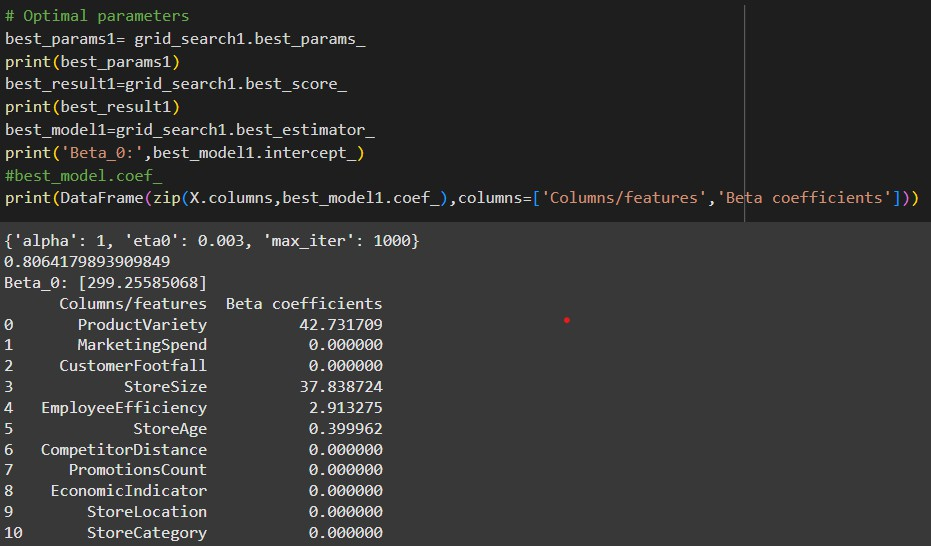 # Optimal parameters
best_params1= grid_search1.best_params_
print(best_params1)
best_result1=grid_search1.best_score_
print(best_result1)
best_model1=grid_search1.best_estimator_
print('Beta_0:',best_model1.intercept_)
#best_model.coef_
print(DataFrame(zip(X.columns,best_model1.coef_),columns=['Columns/features','Beta coefficients']))
{'alpha': 1, 'eta0': 0.003, 'max_iter': 1000}
0.8064179893909849
Beta_0: [299.25585068]
Columns/features Beta coefficients
0 ProductVariety 42.731709
1 MarketingSpend 0.000000
2 CustomerFootfall 0.000000
3 StoreSize 37.838724
4 EmployeeEfficiency 2.913275
5 StoreAge 0.399962
6 CompetitorDistance 0.000000
7 PromotionsCount 0.000000
8 EconomicIndicator 0.000000
9 StoreLocation 0.000000
10 StoreCategory 0.000000